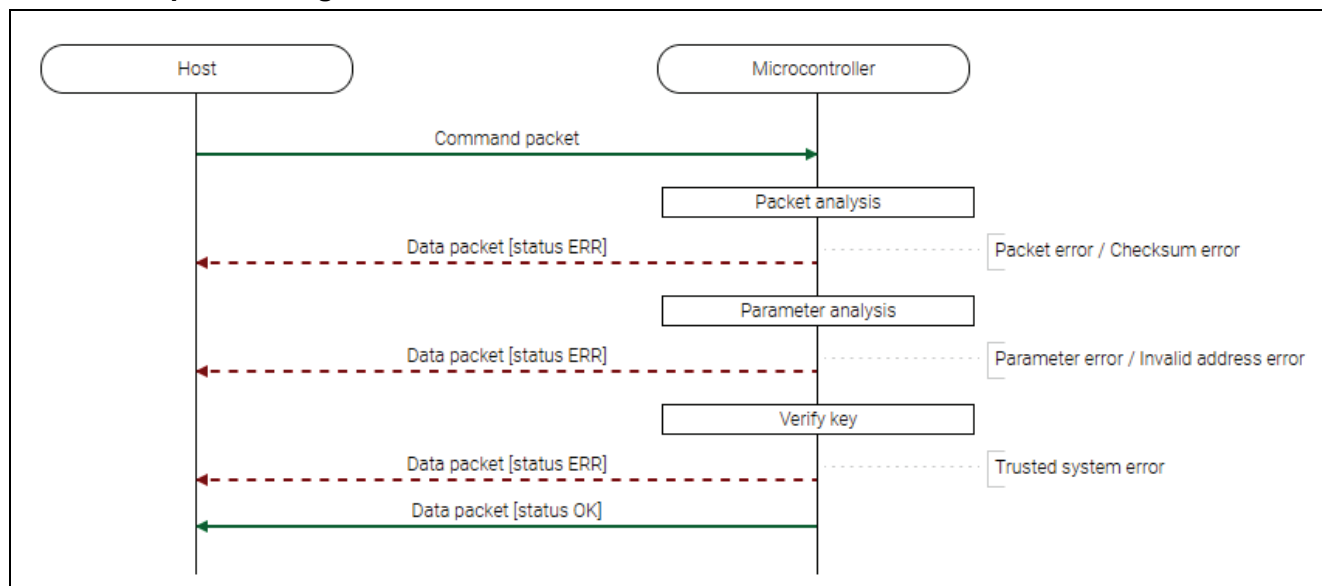 Host
Microcontroller
Command packet
Packet analysis
Data packet [status ERR]
Packet error / Checksum error
Parameter analysis
Data packet [status ERR]
Parameter error / Invalid address error
Verify key
Data packet [status ERR]
Trusted system error
Data packet [status OK]